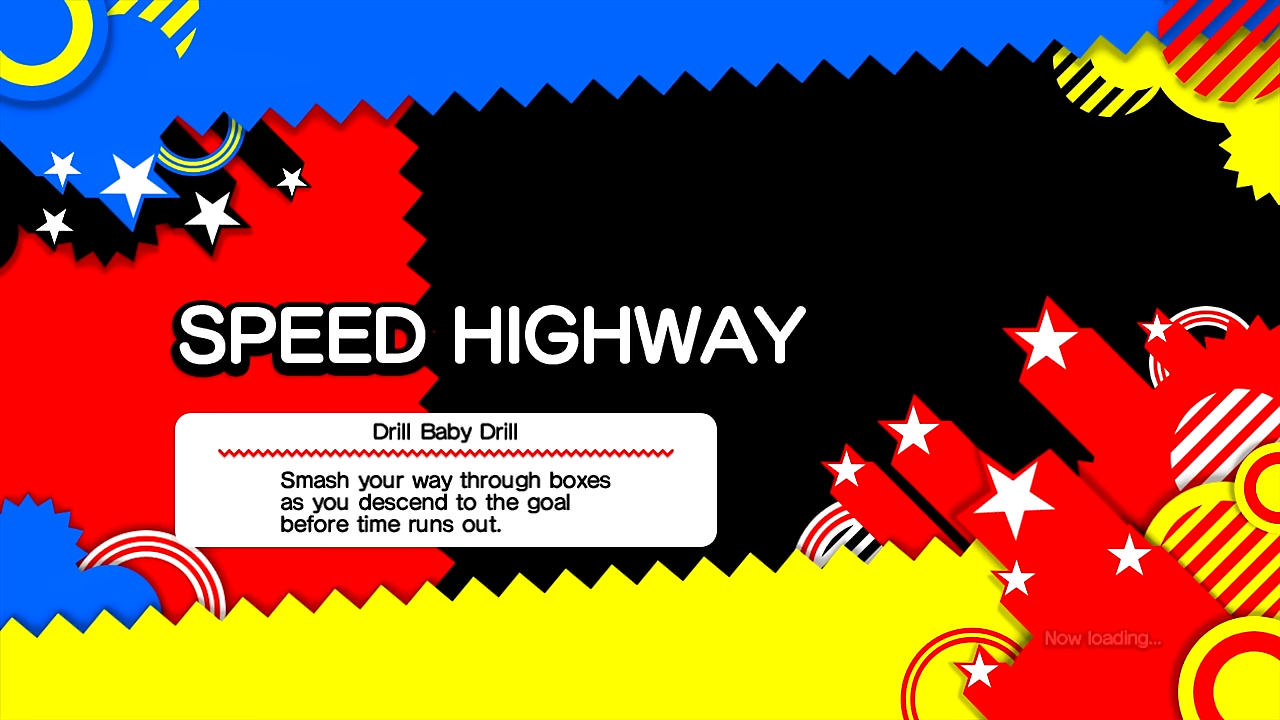 SPEED HIGHWAY
Drill Baby Drill
Smash your way through boxes
as you descend to the goal
before time runs out.
Now loading...